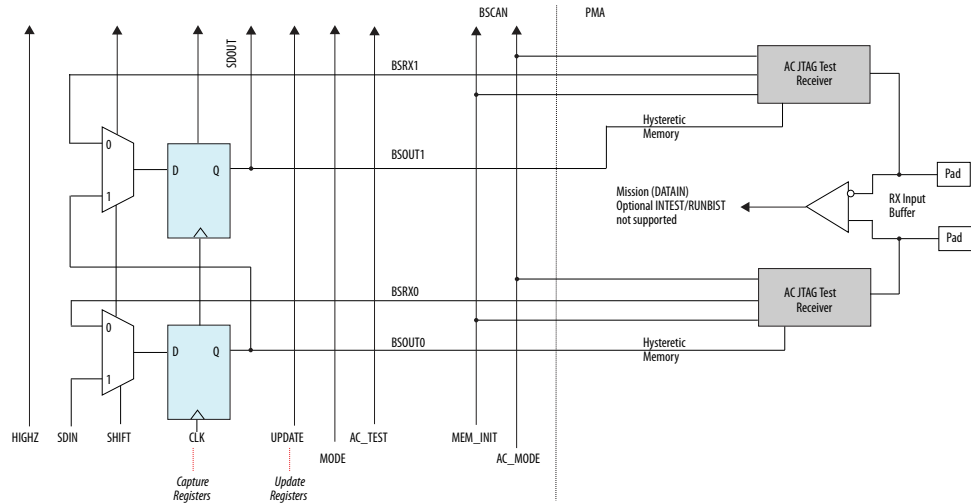 BSCAN
PMA
SDOUT
BSRX1
AC JTAG Test
Receiver
0
Hysteretic
Memory
D
Q
BSOUT1
1
Pad
Mission (DATAIN)
Optional INTEST/RUNBIST
not supported
RX Input
Buffer
Pad
BSRX0
AC JTAG Test
Receiver
0
D
Q
BSOUT0
Hysteretic
Memory
1
HIGHZ
SDIN
SHIFT
CLK
UPDATE
AC_TEST
MEM_INIT
MODE
AC_MODE
Capture
Registers
Update
Registers